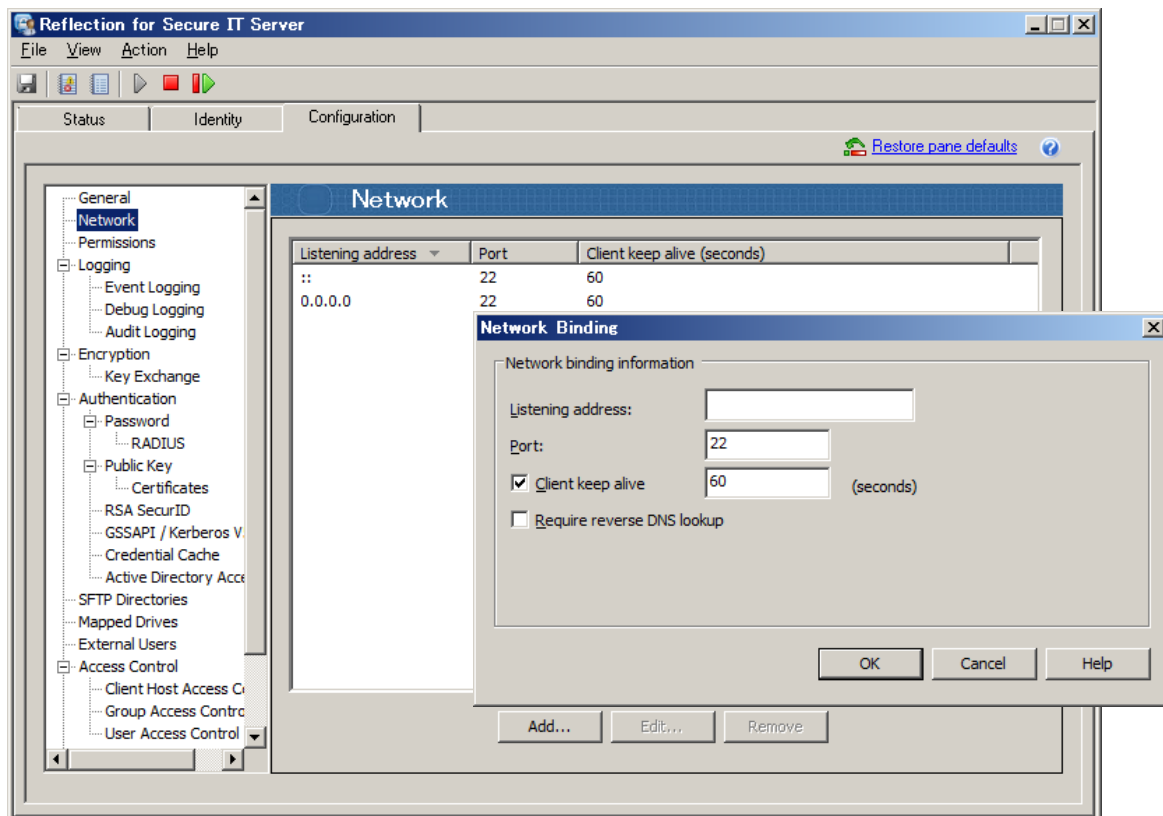 Reflection for Secure IT Server
File View Action Help
Status Identity Configuration
Restore pane defaults
General
Network
Permissions
Logging
Event Logging
Debug Logging
Audit Logging
Encryption
Key Exchange
Authentication
Password
RADIUS
Public Key
Certificates
RSA SecurID
GSSAPI / Kerberos V
Credential Cache
Active Directory Acce
SFTP Directories
Mapped Drives
External Users
Access Control
Client Host Access C
Group Access Contro
User Access Control
Network
Listening address Port Client keep alive (seconds)
:: 22 60
0.0.0.0 22 60
Add... Edit... Remove
Network Binding
Network binding information
Listening address:
Port: 22
Client keep alive 60 (seconds)
Require reverse DNS lookup
OK Cancel Help